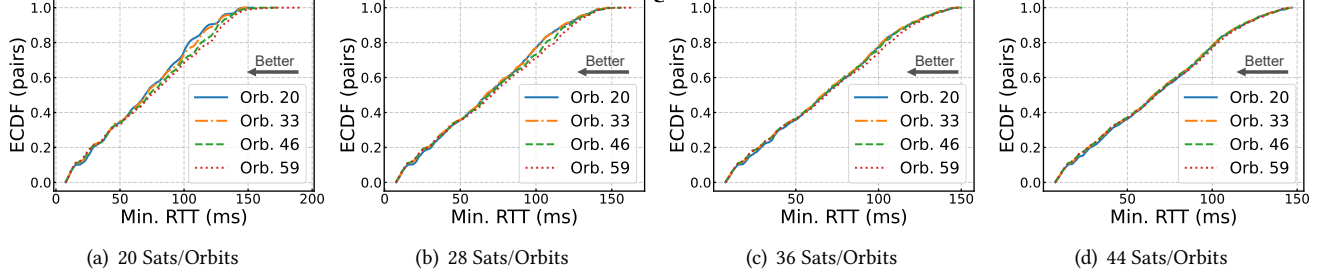 ECDF (pairs)
1.0
0.8
0.6
0.4
0.2
0.0
Better
Orb. 20
Orb. 33
Orb. 46
Orb. 59
0 50 100 150 200
Min. RTT (ms)
(a) 20 Sats/Orbits
ECDF (pairs)
1.0
0.8
0.6
0.4
0.2
0.0
Better
Orb. 20
Orb. 33
Orb. 46
Orb. 59
0 50 100 150
Min. RTT (ms)
(b) 28 Sats/Orbits
ECDF (pairs)
1.0
0.8
0.6
0.4
0.2
0.0
Better
Orb. 20
Orb. 33
Orb. 46
Orb. 59
50 100 150
Min. RTT (ms)
(c) 36 Sats/Orbits
ECDF (pairs)
1.0
0.8
0.6
0.4
0.2
0.0
Better
Orb. 20
Orb. 33
Orb. 46
Orb. 59
50 100 150
Min. RTT (ms)
(d) 44 Sats/Orbits